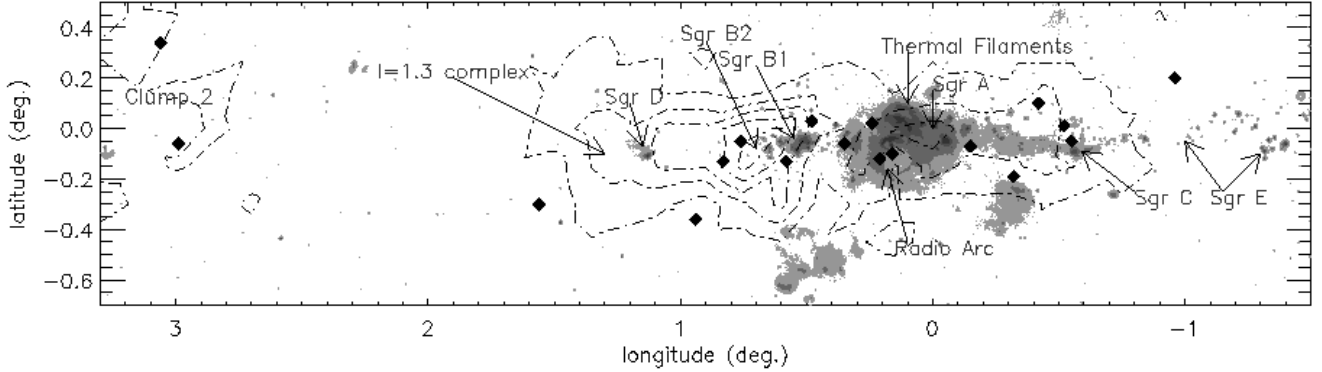 0.4
0.2
0.0
−0.2
−0.4
−0.6
latitude (deg.)
Clump 2
l=1.3 complex
Sgr D
Sgr B2
Sgr B1
Thermal Filaments
Sgr A
Sgr C
Sgr E
Radio Arc
3
2
1
0
−1
longitude (deg.)